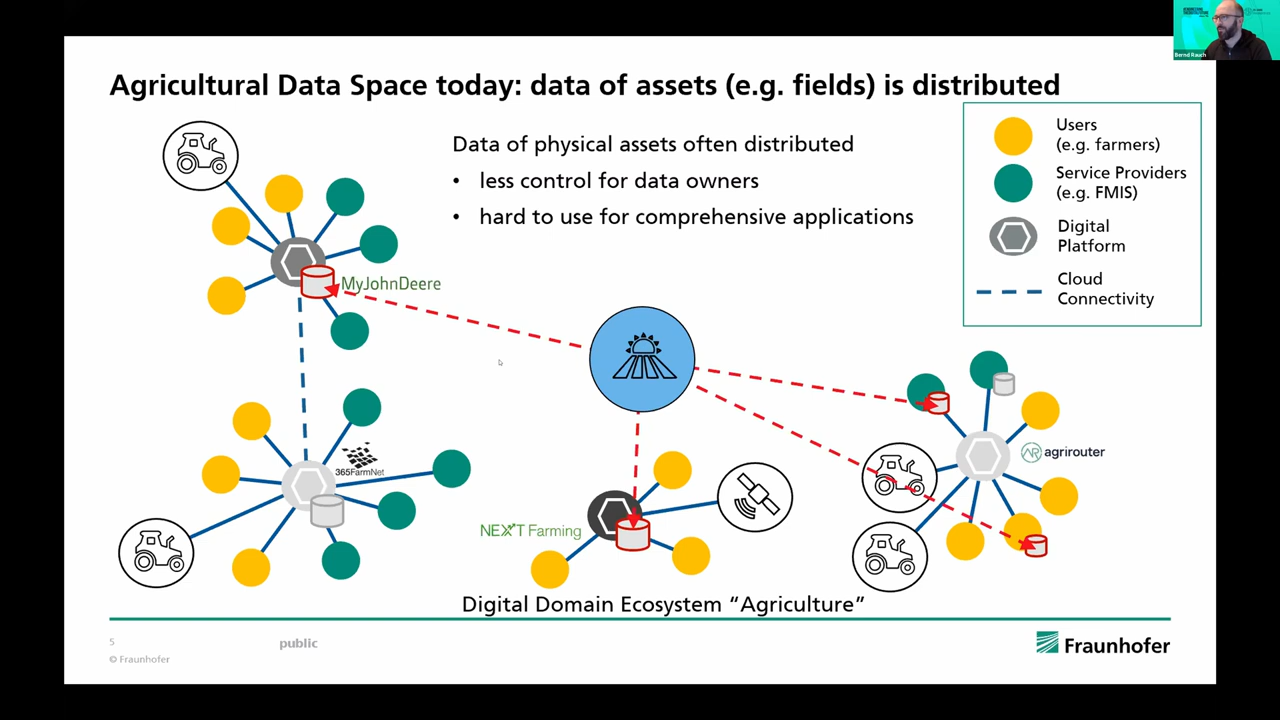 Bernd Rauch
Agricultural Data Space today: data of assets (e.g. fields) is distributed
Data of physical assets often distributed
• less control for data owners
• hard to use for comprehensive applications
Users
(e.g. farmers)
Service Providers
(e.g. FMIS)
Digital
Platform
Cloud
Connectivity
MyJohnDeere
365FarmNet
NEXT Farming
agrirouter
Digital Domain Ecosystem “Agriculture”
5
public
© Fraunhofer
Fraunhofer